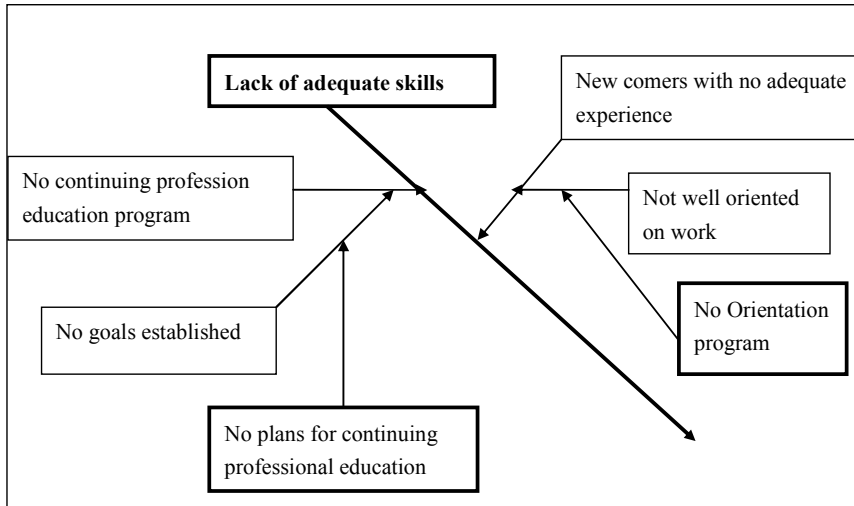 Lack of adequate skills
New comers with no adequate
experience
No continuing profession
education program
Not well oriented
on work
No goals established
No Orientation
program
No plans for continuing
professional education